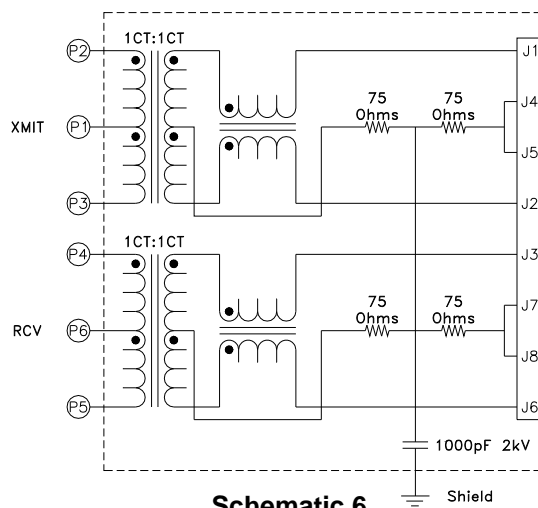 1CT:1CT
P2
J1
75 Ohms
75 Ohms
J4
XMIT
P1
J5
P3
J2
1CT:1CT
P4
J3
75 Ohms
75 Ohms
J7
RCV
P6
J8
P5
J6
1000pF 2kV
Shield
Schematic 6